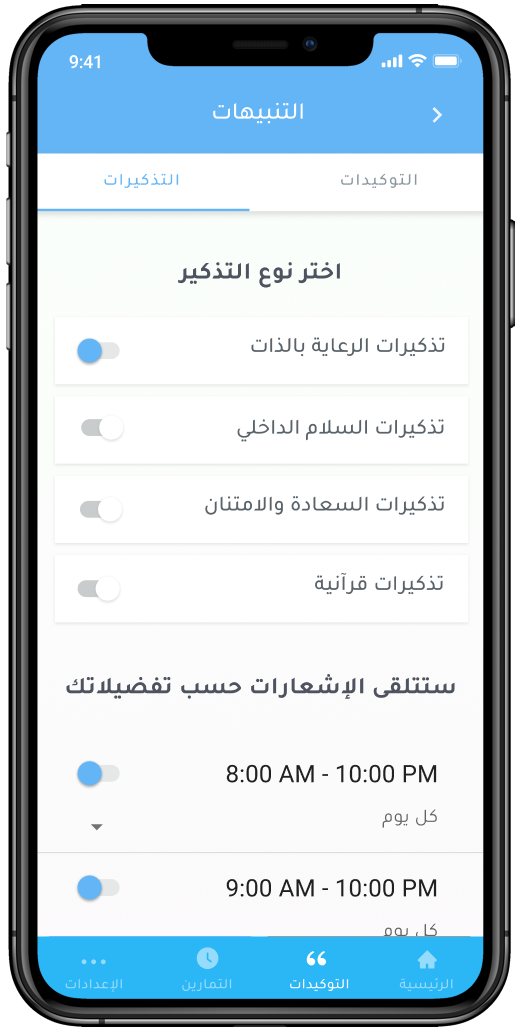 9:41
التنبيهات
التوكيدات
التذكيرات
اختر نوع التذكير
تذكيرات الرعاية بالذات
تذكيرات السلام الداخلي
تذكيرات السعادة والامتنان
تذكيرات قرآنية
ستتلقى الإشعارات حسب تفضيلاتك
8:00 AM - 10:00 PM
كل يوم
9:00 AM - 10:00 PM
كل يوم
الرئيسية
التوكيدات
التمارين
الإعدادات